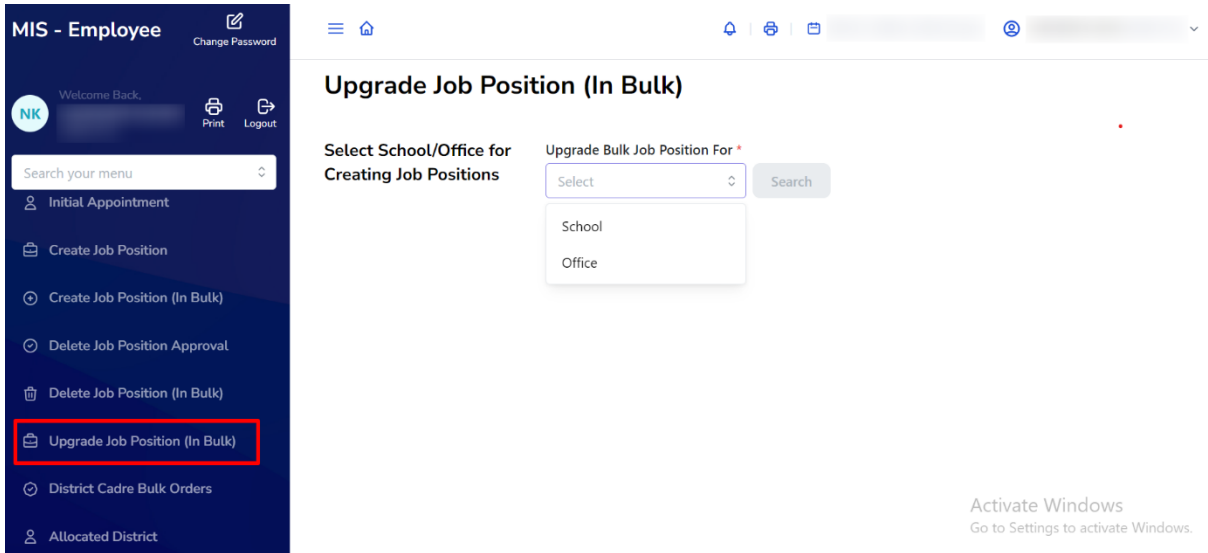 MIS - Employee
Change Password
NK
Welcome Back,
Print
Logout
Search your menu
Initial Appointment
Create Job Position
Create Job Position (In Bulk)
Delete Job Position Approval
Delete Job Position (In Bulk)
Upgrade Job Position (In Bulk)
District Cadre Bulk Orders
Allocated District
Upgrade Job Position (In Bulk)
Select School/Office for
Creating Job Positions
Upgrade Bulk Job Position For *
Select
Search
School
Office
Activate Windows
Go to Settings to activate Windows.